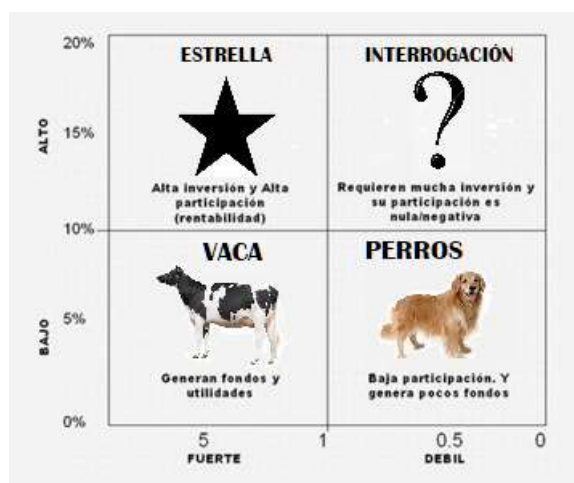 20%
ESTRELLA
INTERROGACIÓN
?
ALTO
15%
Alta inversión y Alta
participación
(rentabilidad)
Requieren mucha inversión y
su participación es
nula/negativa
10%
VACA
PERROS
BAJO
5%
Generan fondos y
utilidades
Baja participación. Y
genera pocos fondos
0%
5
1
0.5
0
FUERTE
DEBIL